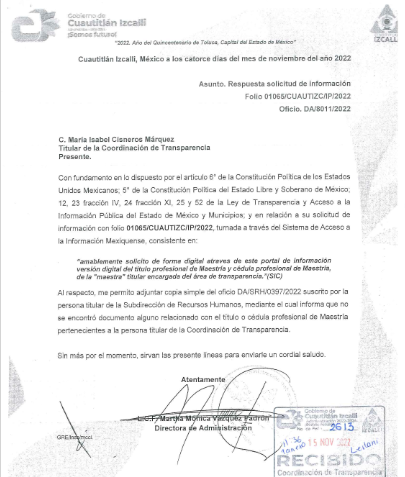 Gobierno de
Cuautitlán Izcalli
¡Somos futuro!
IZCALLI
"2022. Año del Quincentenario de Toluca, Capital del Estado de México"
Cuautitlán Izcalli, México a los catorce días del mes de noviembre del año 2022
Asunto. Respuesta solicitud de información
Folio 01065/CUAUTIZC/IP/2022
Oficio. DA/8011/2022
C. María Isabel Cisneros Márquez
Titular de la Coordinación de Transparencia
Presente.
Con fundamento en lo dispuesto por el artículo 6° de la Constitución Política de los Estados
Unidos Mexicanos; 5° de la Constitución Política del Estado Libre y Soberano de México;
12, 23 fracción IV, 24 fracción XI, 25 y 52 de la Ley de Transparencia y Acceso a la
Información Pública del Estado de México y Municipios; y en relación a su solicitud de
información con folio 01065/CUAUTIZC/IP/2022, turnada a través del Sistema de Acceso a
la Información Mexiquense, consistente en:
"amablemente solicito de forma digital atreves de este portal de información
versión digital del título profesional de Maestria y cédula profesional de Maestria,
de la "maestra" titular encargada del área de transparencia."(SIC)
Al respecto, me permito adjuntar copia simple del oficio DA/SRH/0397/2022 suscrito por la
persona titular de la Subdirección de Recursos Humanos, mediante el cual informa que no
se encontró documento alguno relacionado con el título o cédula profesional de Maestría
pertenecientes a la persona titular de la Coordinación de Transparencia.
Sin más por el momento, sirvan las presente líneas para enviarle un cordial saludo.
Atentamente
L.C.P. Martha Mónica Vázquez Padrón
Directora de Administración
Gobierno de
Cuautitlán Izcalli
2613
15 NOV 2022
RECIBIDO
Coordinación de Transparencia